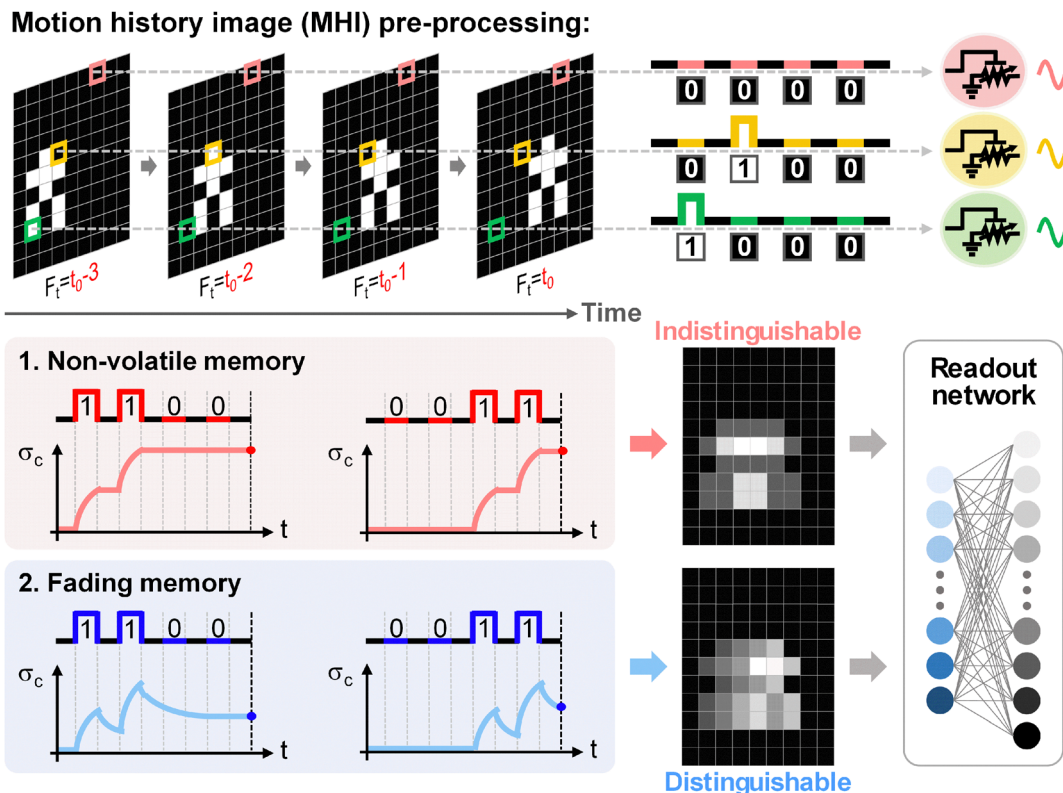 Motion history image (MHI) pre-processing:
0 0 0 0
0 1 0 0
1 0 0 0
Fₜ=t₀-3
Fₜ=t₀-2
Fₜ=t₀-1
Fₜ=t₀
Time
Indistinguishable
1. Non-volatile memory
1 1 0 0
0 0 1 1
σc
t
σc
t
2. Fading memory
1 1 0 0
0 0 1 1
σc
t
σc
t
Distinguishable
Readout
network